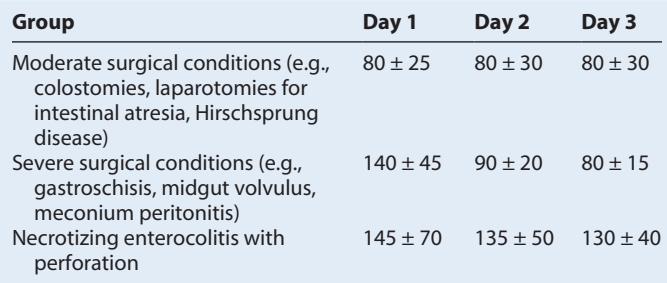 Group Day 1 Day 2 Day 3
Moderate surgical conditions (e.g., 80 ± 25 80 ± 30 80 ± 30
colostomies, laparotomies for
intestinal atresia, Hirschsprung
disease)
Severe surgical conditions (e.g., 140 ± 45 90 ± 20 80 ± 15
gastroschisis, midgut volvulus,
meconium peritonitis)
Necrotizing enterocolitis with 145 ± 70 135 ± 50 130 ± 40
perforation